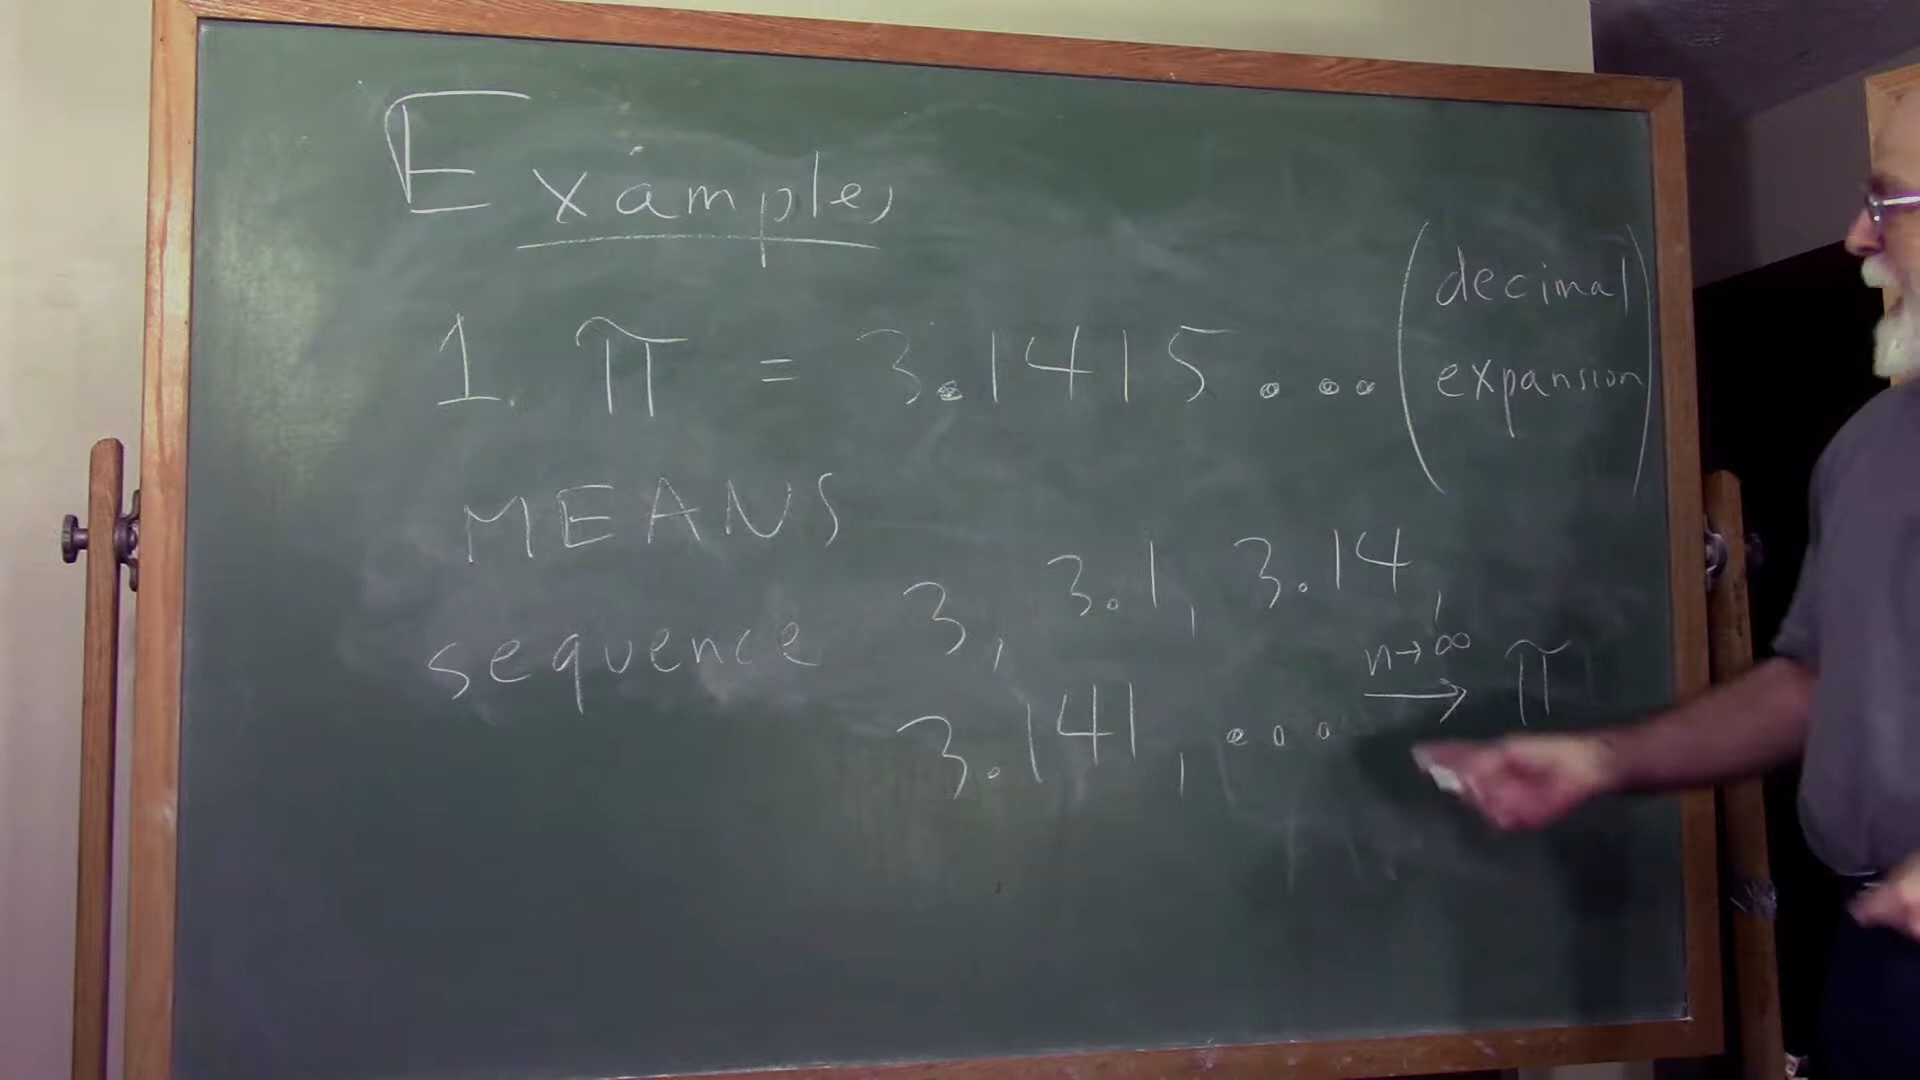 Examples
1. π = 3.1415 . . . (decimal expansion)
MEANS
sequence 3, 3.1, 3.14,
3.141, . . . n→∞ → π